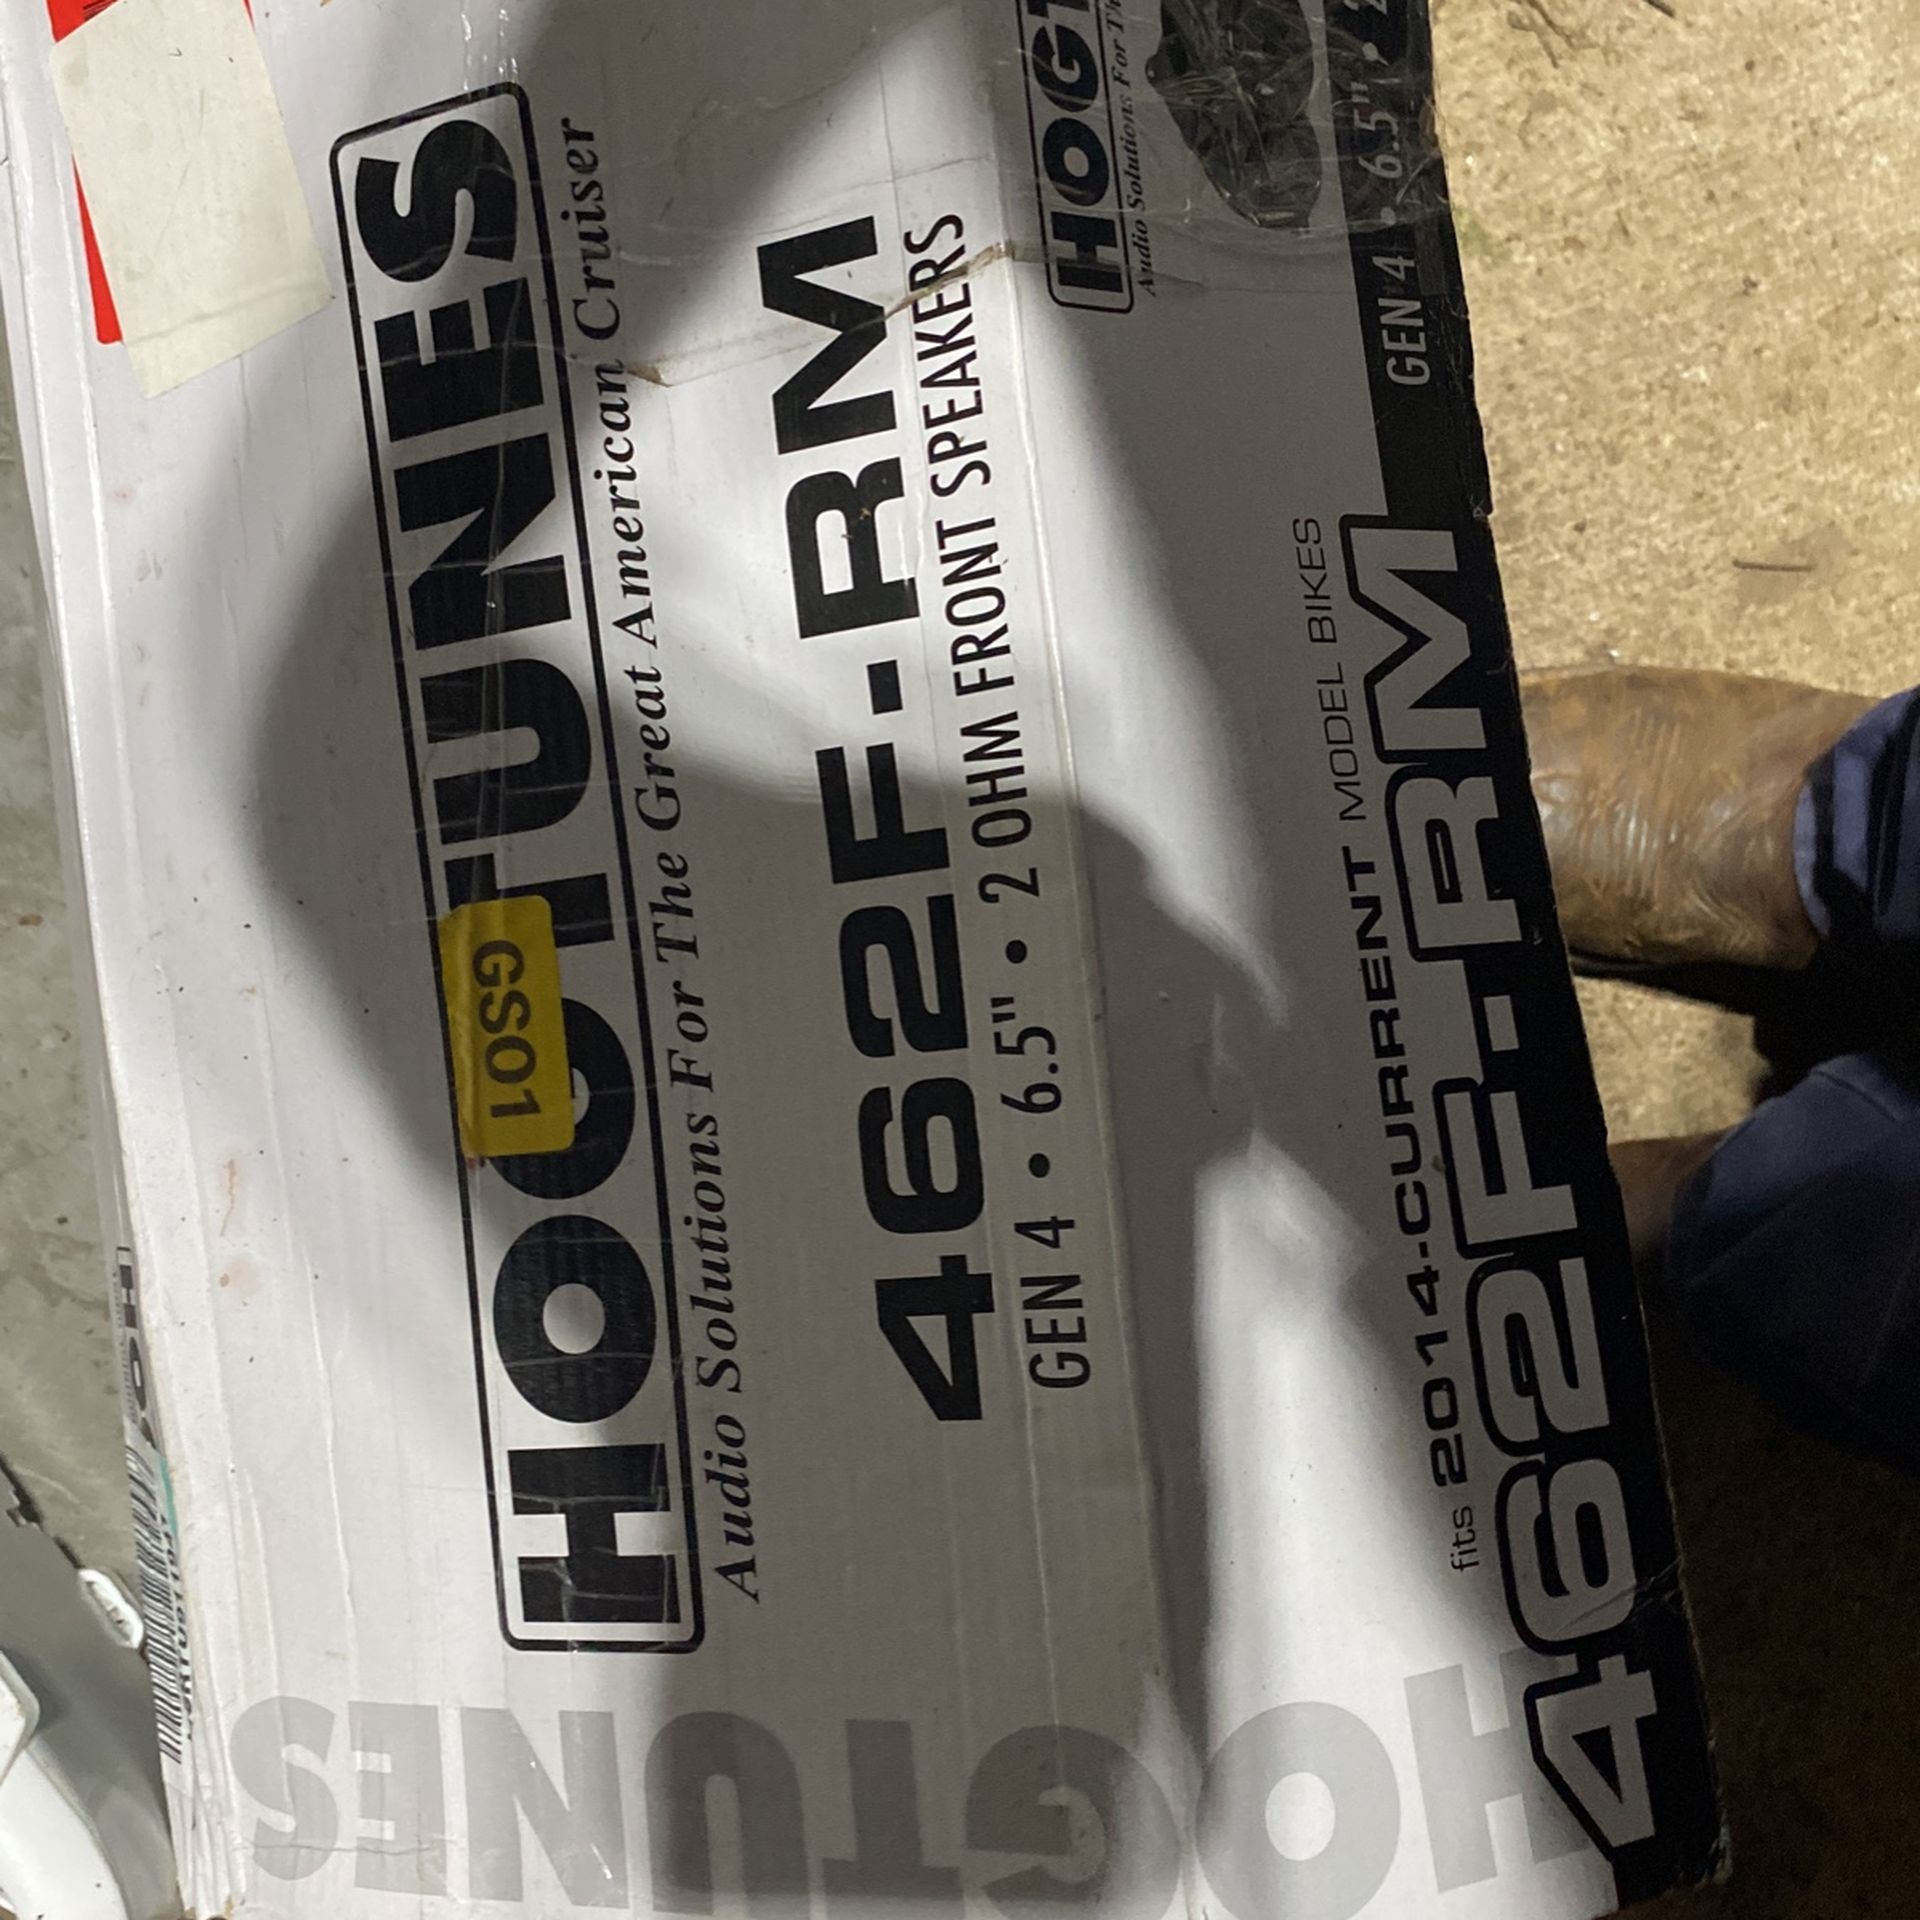 HOGTUNES
GS01
Audio Solutions For The Great American Cruiser
462F-RM
GEN 4 • 6.5" • 2 OHM FRONT SPEAKERS
Audio Solutions For
GEN 4 • 6.5" •
fits 2014-CURRENT MODEL BIKES
462F-RM
HOGTUNES